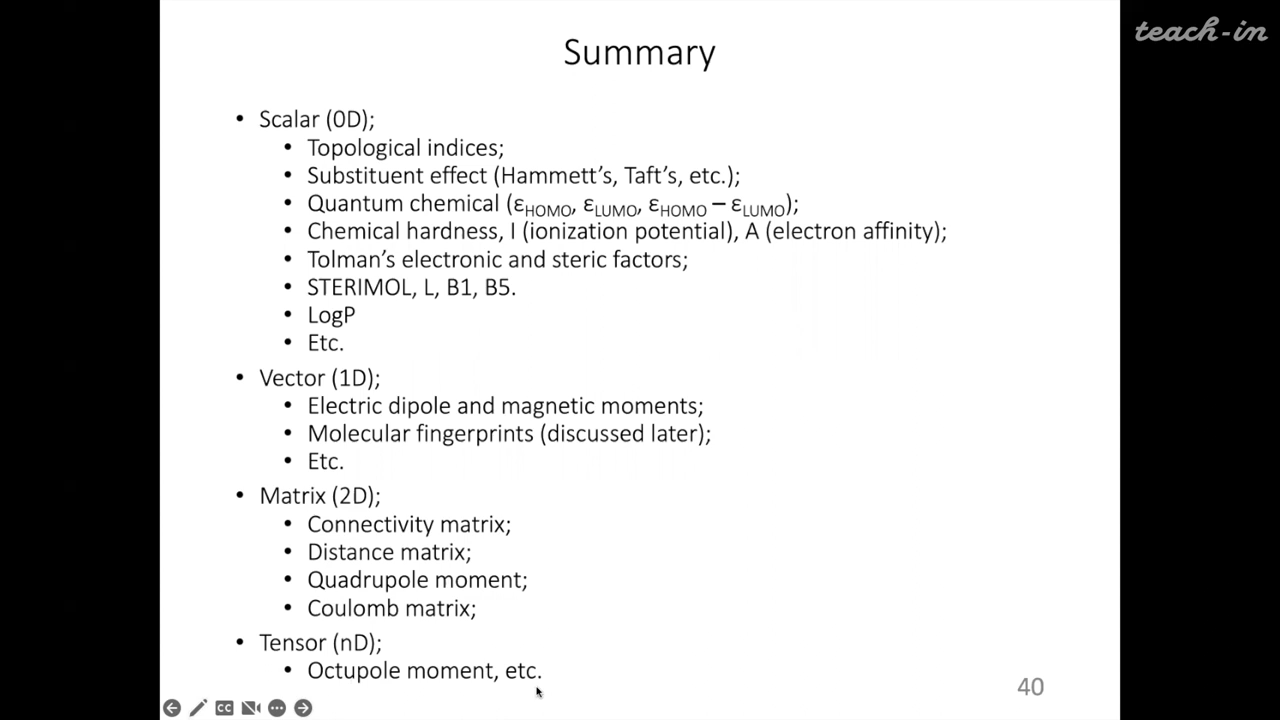 teach-in
Summary
• Scalar (0D);
• Topological indices;
• Substituent effect (Hammett's, Taft's, etc.);
• Quantum chemical (εHOMO, εLUMO, εHOMO – εLUMO);
• Chemical hardness, I (ionization potential), A (electron affinity);
• Tolman's electronic and steric factors;
• STERIMOL, L, B1, B5.
• LogP
• Etc.
• Vector (1D);
• Electric dipole and magnetic moments;
• Molecular fingerprints (discussed later);
• Etc.
• Matrix (2D);
• Connectivity matrix;
• Distance matrix;
• Quadrupole moment;
• Coulomb matrix;
• Tensor (nD);
• Octupole moment, etc.
40
CC